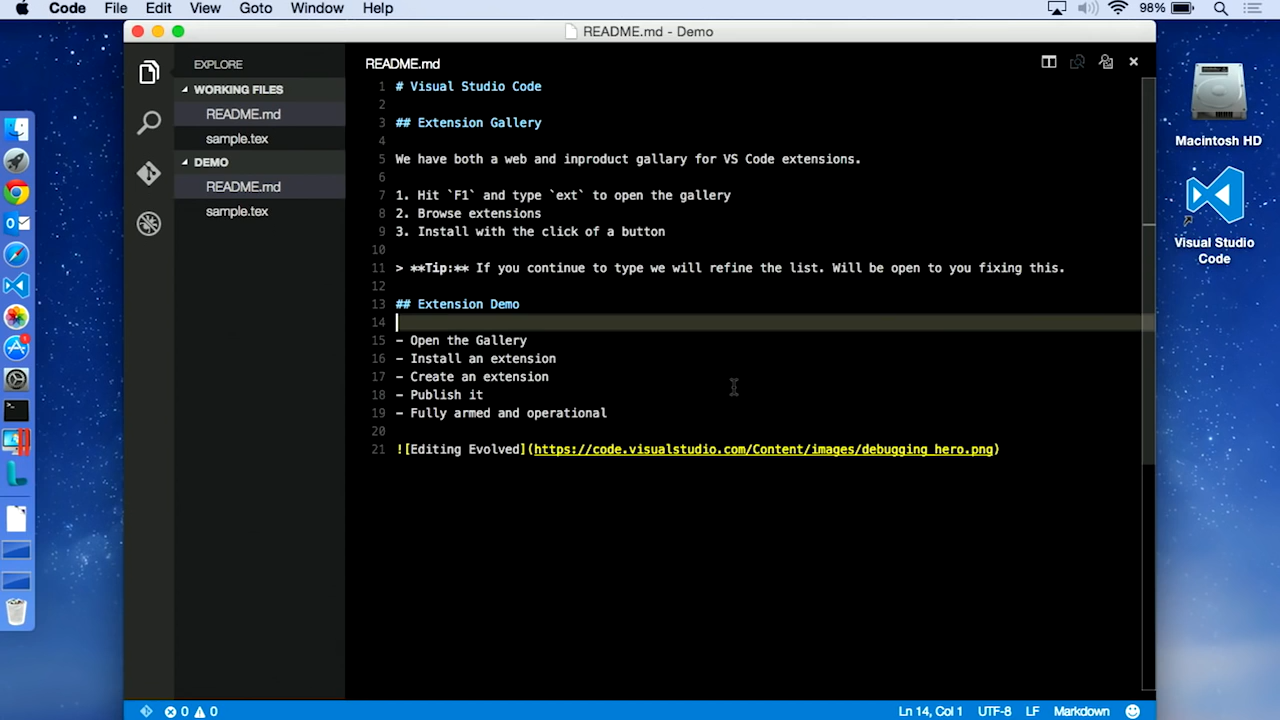 Code File Edit View Goto Window Help 98%
README.md - Demo
EXPLORE
WORKING FILES
README.md
sample.tex
DEMO
README.md
sample.tex
README.md
1 # Visual Studio Code
2
3 ## Extension Gallery
4
5 We have both a web and inproduct gallary for VS Code extensions.
6
7 1. Hit `F1` and type `ext` to open the gallery
8 2. Browse extensions
9 3. Install with the click of a button
10
11 > **Tip:** If you continue to type we will refine the list. Will be open to you fixing this.
12
13 ## Extension Demo
14
15 - Open the Gallery
16 - Install an extension
17 - Create an extension
18 - Publish it
19 - Fully armed and operational
20
21 ![Editing Evolved](https://code.visualstudio.com/Content/images/debugging_hero.png)
0 0 Ln 14, Col 1 UTF-8 LF Markdown
Macintosh HD
Visual Studio
Code
1